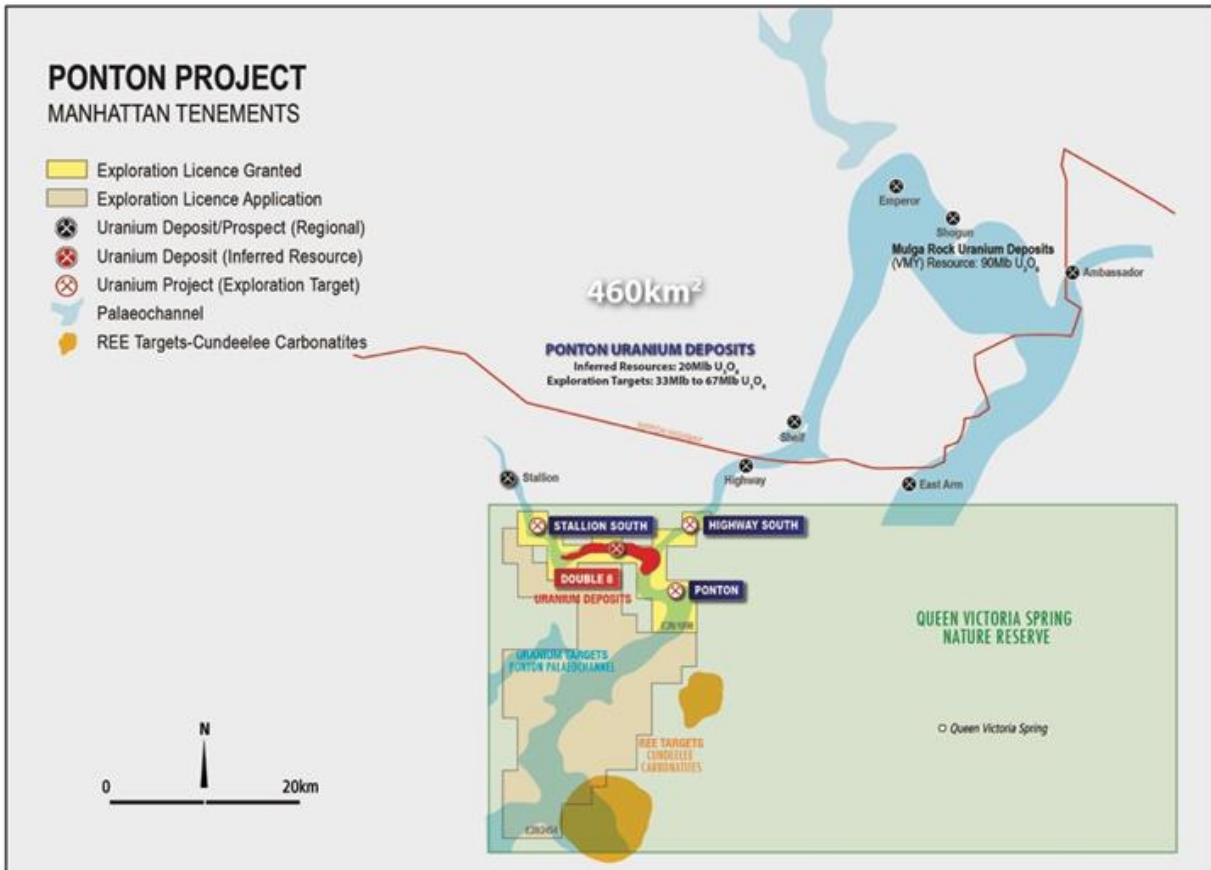 PONTON PROJECT
MANHATTAN TENEMENTS
Exploration Licence Granted
Exploration Licence Application
Uranium Deposit/Prospect (Regional)
Uranium Deposit (Inferred Resource)
Uranium Project (Exploration Target)
Palaeochannel
REE Targets-Cundeelee Carbonatites
Emperor
Shogun
Mulga Rock Uranium Deposits
(VMY) Resource: 90Mlb U₃O₈
Ambassador
460km²
PONTON URANIUM DEPOSITS
Inferred Resources: 20Mlb U₃O₈
Exploration Targets: 33Mlb to 67Mlb U₃O₈
Shelf
Highway
East Arm
Stallion
STALLION SOUTH
HIGHWAY SOUTH
DOUBLE 8
URANIUM DEPOSITS
PONTON
URANIUM TARGETS
PONTON PALAEOCHANNEL
QUEEN VICTORIA SPRING
NATURE RESERVE
Queen Victoria Spring
REE TARGETS
CUNDEELEE
CARBONATITES
N
0 20km